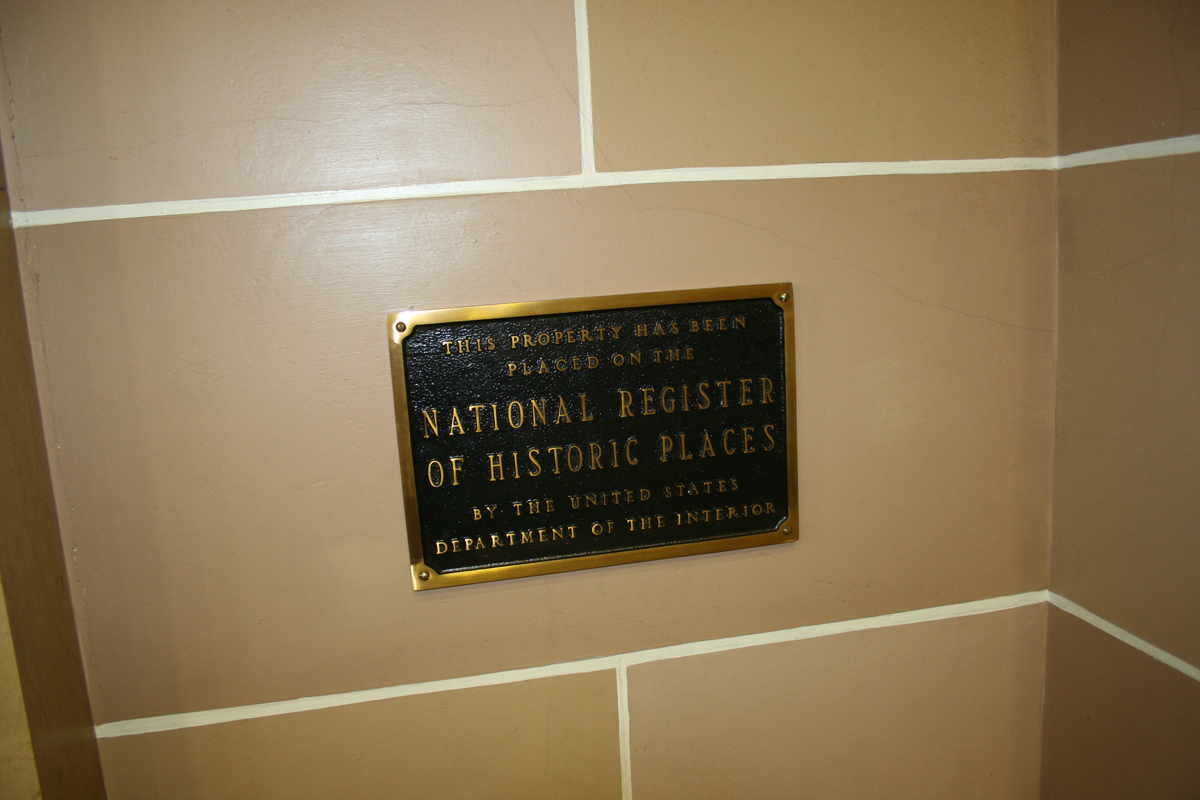 THIS PROPERTY HAS BEEN
PLACED ON THE
NATIONAL REGISTER
OF HISTORIC PLACES
BY THE UNITED STATES
DEPARTMENT OF THE INTERIOR